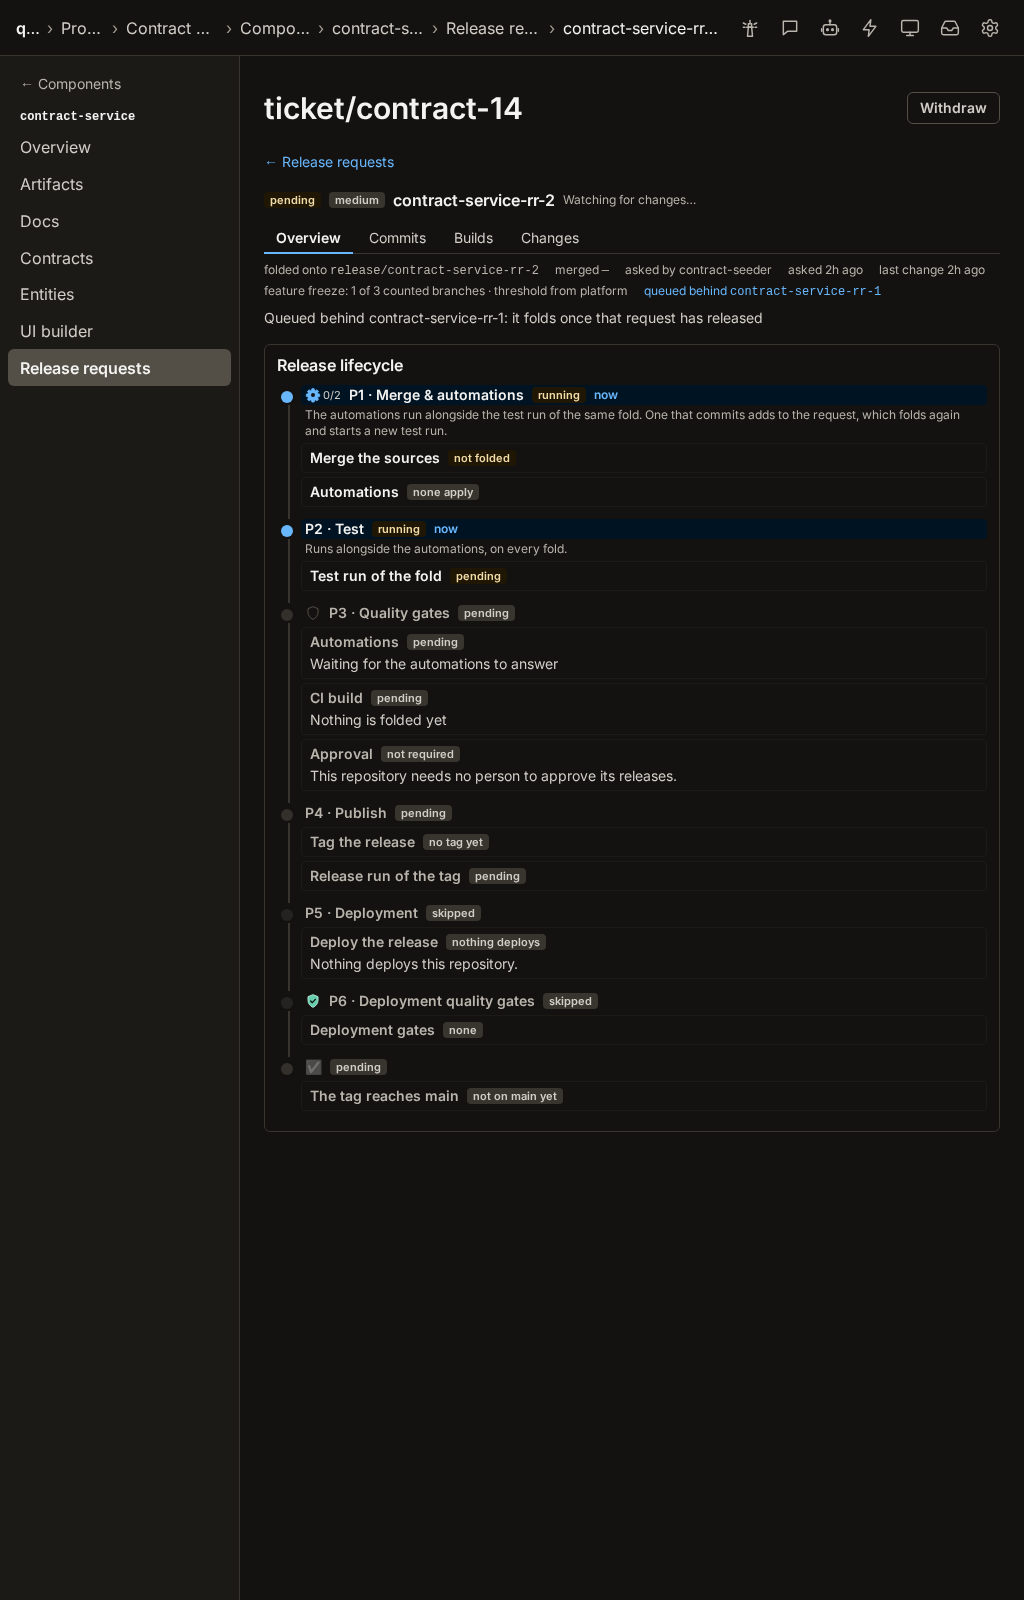 q... › Pro... › Contract ... › Compo... › contract-s... › Release re... › contract-service-rr...
← Components
contract-service
Overview
Artifacts
Docs
Contracts
Entities
UI builder
Release requests
ticket/contract-14
Withdraw
← Release requests
pending medium contract-service-rr-2 Watching for changes...
Overview Commits Builds Changes
folded onto release/contract-service-rr-2 merged — asked by contract-seeder asked 2h ago last change 2h ago
feature freeze: 1 of 3 counted branches · threshold from platform queued behind contract-service-rr-1
Queued behind contract-service-rr-1: it folds once that request has released
Release lifecycle
0/2 P1 · Merge & automations running now
The automations run alongside the test run of the same fold. One that commits adds to the request, which folds again
and starts a new test run.
Merge the sources not folded
Automations none apply
P2 · Test running now
Runs alongside the automations, on every fold.
Test run of the fold pending
P3 · Quality gates pending
Automations pending
Waiting for the automations to answer
CI build pending
Nothing is folded yet
Approval not required
This repository needs no person to approve its releases.
P4 · Publish pending
Tag the release no tag yet
Release run of the tag pending
P5 · Deployment skipped
Deploy the release nothing deploys
Nothing deploys this repository.
P6 · Deployment quality gates skipped
Deployment gates none
pending
The tag reaches main not on main yet